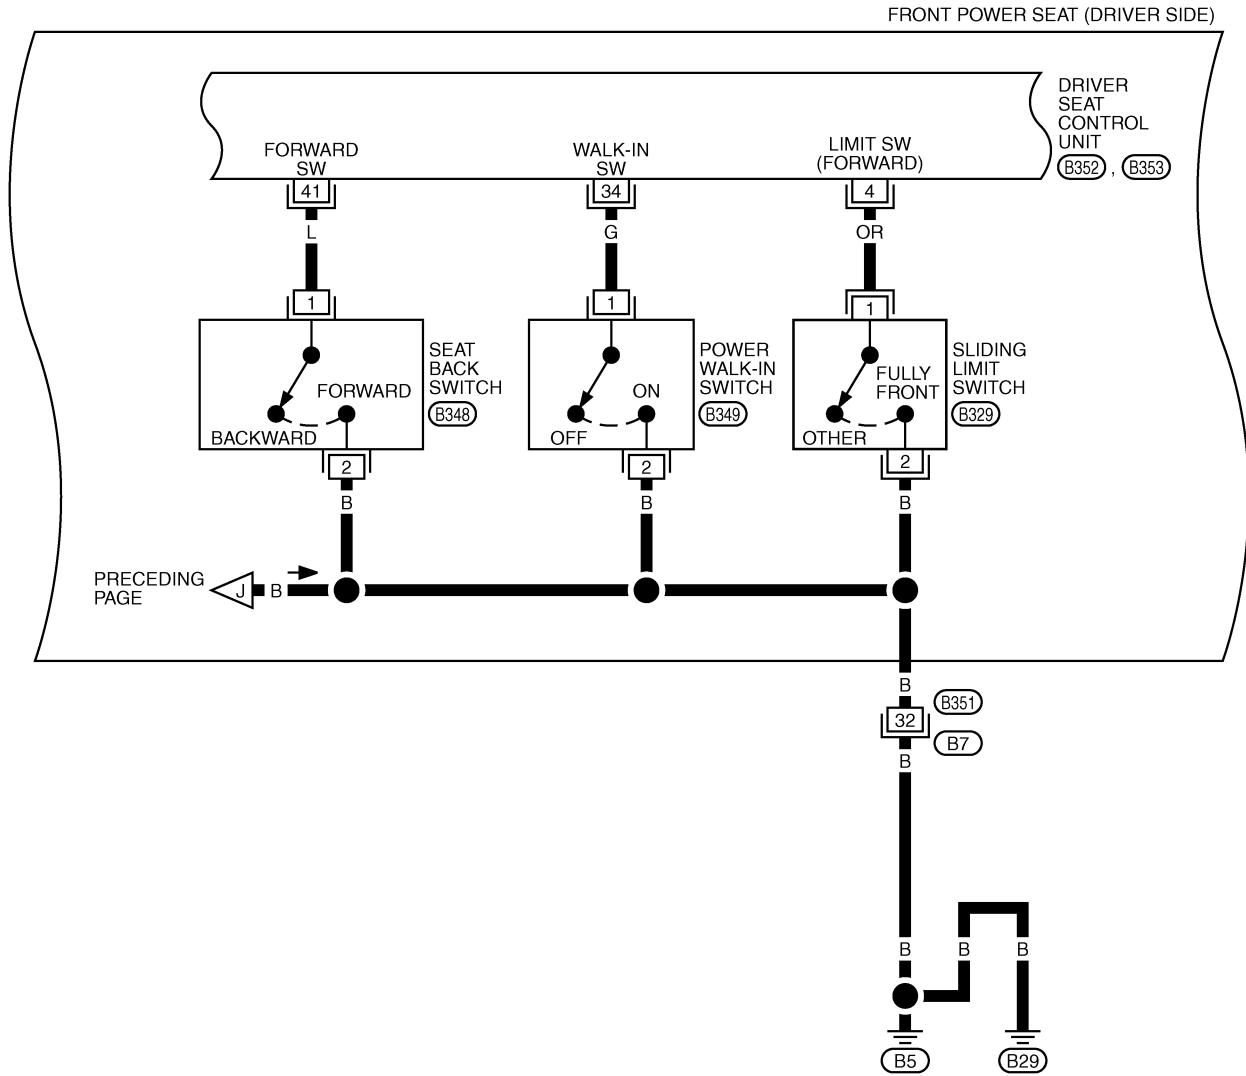 FRONT POWER SEAT (DRIVER SIDE)
DRIVER
SEAT
CONTROL
UNIT
B352 , B353
FORWARD
SW
WALK-IN
SW
LIMIT SW
(FORWARD)
41
34
4
L
G
OR
1
1
1
SEAT
BACK
SWITCH
B348
FORWARD
BACKWARD
POWER
WALK-IN
SWITCH
B349
ON
OFF
SLIDING
LIMIT
SWITCH
B329
FULLY
FRONT
OTHER
2
2
2
B
B
B
PRECEDING
PAGE
J
B
B
B351
32
B7
B
B
B
B
B5
B29